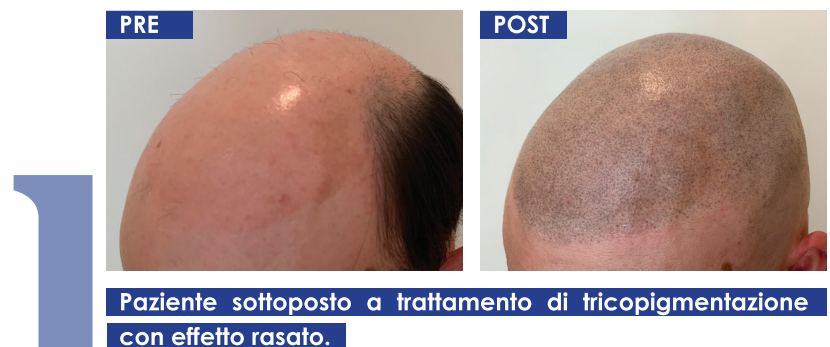 PRE
POST
Paziente sottoposto a trattamento di tricopigmentazione
con effetto rasato.